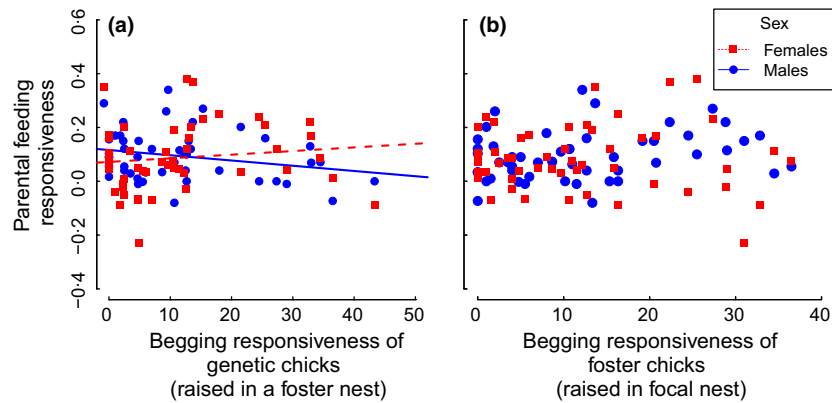 (a)
(b)
Sex
Females
Males
Parental feeding
responsiveness
0·6
0·4
0·2
0·0
−0·2
−0·4
0 10 20 30 40 50
0 10 20 30 40
Begging responsiveness of
genetic chicks
(raised in a foster nest)
Begging responsiveness of
foster chicks
(raised in focal nest)